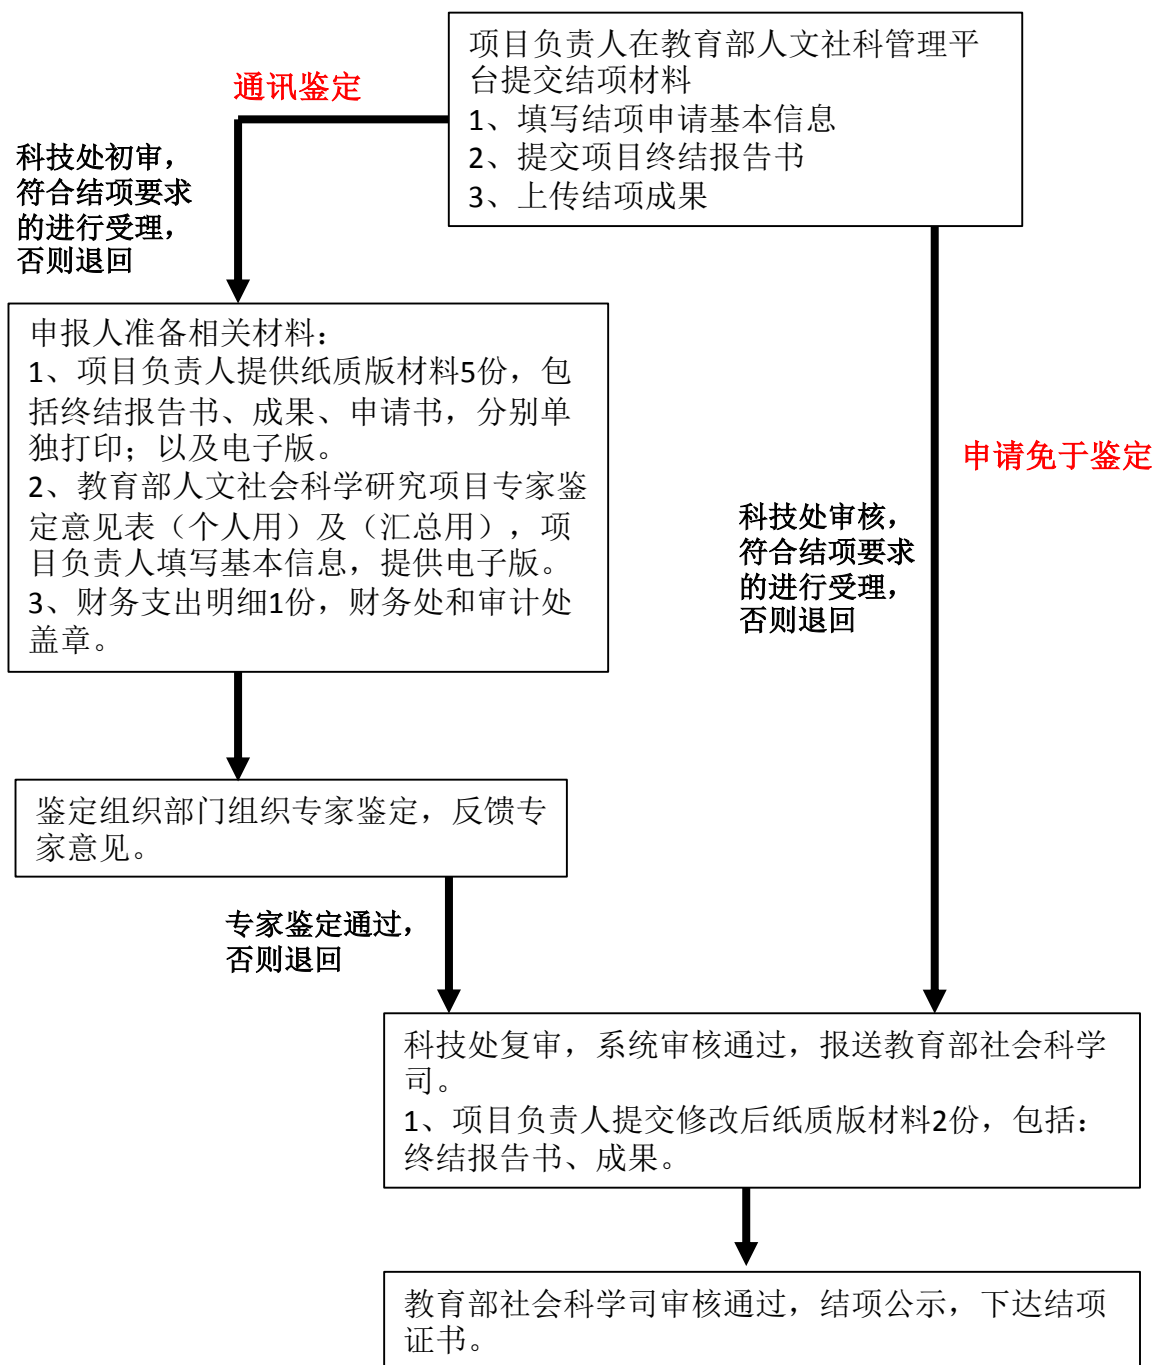 项目负责人在教育部人文社科管理平
台提交结项材料
1、填写结项申请基本信息
2、提交项目终结报告书
3、上传结项成果
通讯鉴定
科技处初审，
符合结项要求
的进行受理，
否则退回
申报人准备相关材料：
1、项目负责人提供纸质版材料5份，包
括终结报告书、成果、申请书，分别单
独打印；以及电子版。
2、教育部人文社会科学研究项目专家鉴
定意见表（个人用）及（汇总用），项
目负责人填写基本信息，提供电子版。
3、财务支出明细1份，财务处和审计处
盖章。
申请免于鉴定
科技处审核，
符合结项要求
的进行受理，
否则退回
鉴定组织部门组织专家鉴定，反馈专
家意见。
专家鉴定通过，
否则退回
科技处复审，系统审核通过，报送教育部社会科学
司。
1、项目负责人提交修改后纸质版材料2份，包括：
终结报告书、成果。
教育部社会科学司审核通过，结项公示，下达结项
证书。